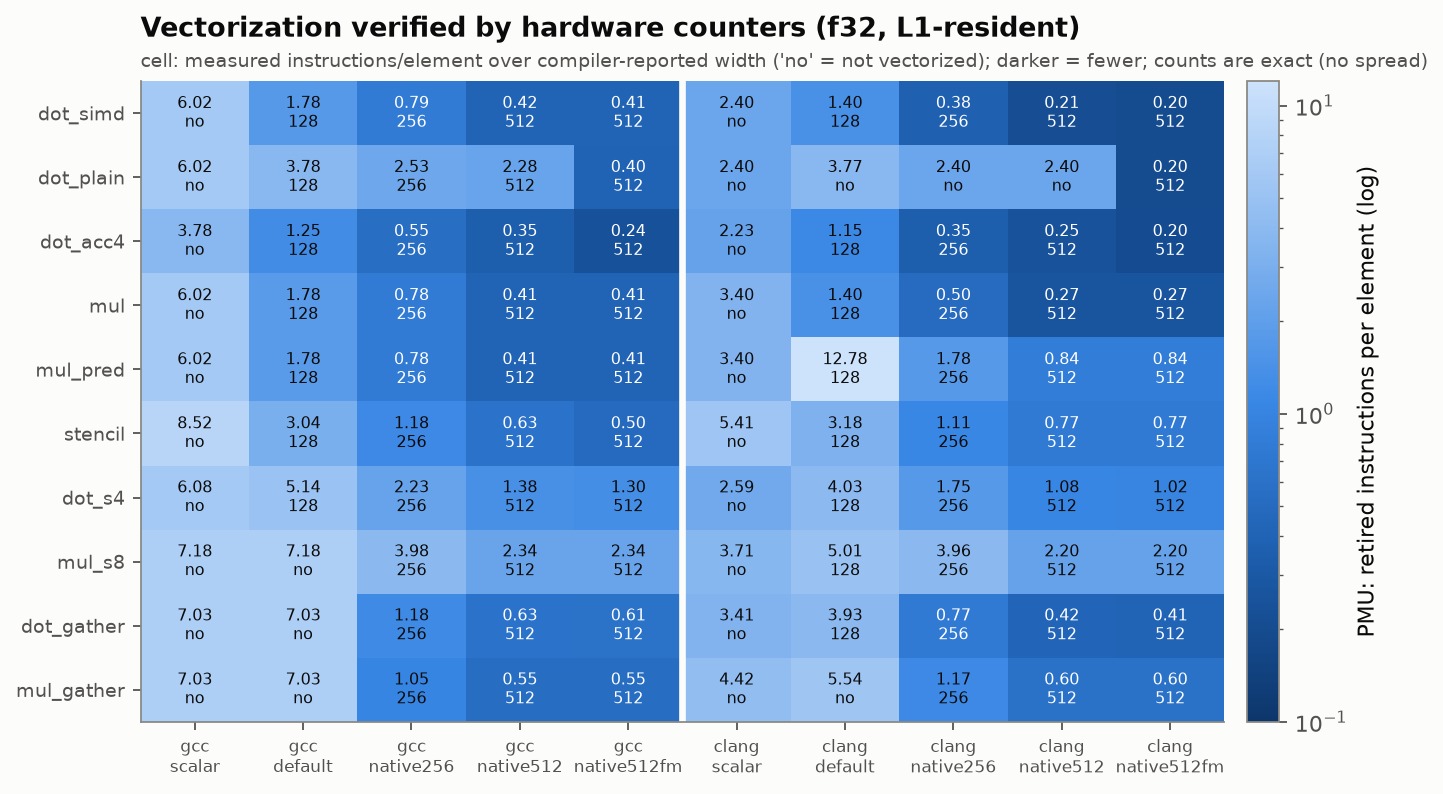 Vectorization verified by hardware counters (f32, L1-resident)
cell: measured instructions/element over compiler-reported width ('no' = not vectorized); darker = fewer; counts are exact (no spread)
dot_simd 6.02 1.78 0.79 0.42 0.41 2.40 1.40 0.38 0.21 0.20
no 128 256 512 512 no 128 256 512 512
dot_plain 6.02 3.78 2.53 2.28 0.40 2.40 3.77 2.40 2.40 0.20
no 128 256 512 512 no no no no 512
dot_acc4 3.78 1.25 0.55 0.35 0.24 2.23 1.15 0.35 0.25 0.20
no 128 256 512 512 no 128 256 512 512
mul 6.02 1.78 0.78 0.41 0.41 3.40 1.40 0.50 0.27 0.27
no 128 256 512 512 no 128 256 512 512
mul_pred 6.02 1.78 0.78 0.41 0.41 3.40 12.78 1.78 0.84 0.84
no 128 256 512 512 no 128 256 512 512
stencil 8.52 3.04 1.18 0.63 0.50 5.41 3.18 1.11 0.77 0.77
no 128 256 512 512 no 128 256 512 512
dot_s4 6.08 5.14 2.23 1.38 1.30 2.59 4.03 1.75 1.08 1.02
no 128 256 512 512 no 128 256 512 512
mul_s8 7.18 7.18 3.98 2.34 2.34 3.71 5.01 3.96 2.20 2.20
no no 256 512 512 no 128 256 512 512
dot_gather 7.03 7.03 1.18 0.63 0.61 3.41 3.93 0.77 0.42 0.41
no no 256 512 512 no 128 256 512 512
mul_gather 7.03 7.03 1.05 0.55 0.55 4.42 5.54 1.17 0.60 0.60
no no 256 512 512 no no 256 512 512
gcc gcc gcc gcc gcc clang clang clang clang clang
scalar default native256 native512 native512fm scalar default native256 native512 native512fm
10¹
10⁰
10⁻¹
PMU: retired instructions per element (log)